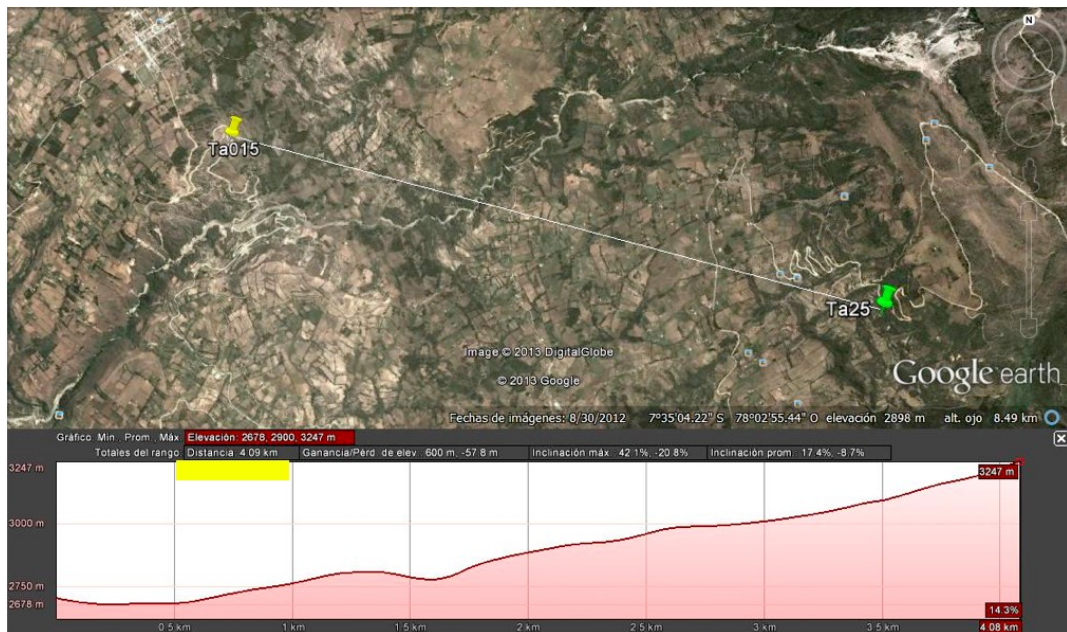 N
Ta015
Ta25
Image © 2013 DigitalGlobe
© 2013 Google
Google earth
Fechas de imágenes: 8/30/2012 7°35'04.22" S 78°02'55.44" O elevación 2898 m alt. ojo 8.49 km
Gráfico: Mín., Prom., Máx. Elevación: 2678, 2900, 3247 m
Totales del rango: Distancia: 4.09 km Ganancia/Pérd. de elev.: 600 m, -57.8 m Inclinación máx.: 42.1%, -20.8% Inclinación prom.: 17.4%, -8.7%
3247 m
3247 m
3000 m
2750 m
2678 m
14.3%
0.5 km 1 km 1.5 km 2 km 2.5 km 3 km 3.5 km 4.08 km